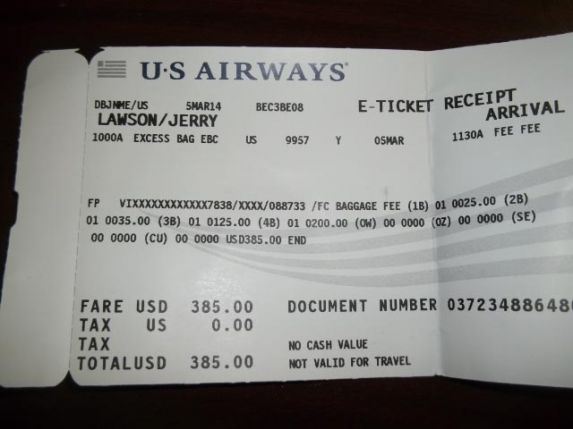 U·S AIRWAYS
DBJNME/US 5MAR14 BEC3BE08 E-TICKET RECEIPT
LAWSON/JERRY ARRIVAL
1000A EXCESS BAG EBC US 9957 Y 05MAR 1130A FEE FEE
FP VIXXXXXXXXXXXX7838/XXXX/088733 /FC BAGGAGE FEE (1B) 01 0025.00 (2B)
01 0035.00 (3B) 01 0125.00 (4B) 01 0200.00 (OW) 00 0000 (OZ) 00 0000 (SE)
00 0000 (CU) 00 0000 USD385.00 END
FARE USD 385.00 DOCUMENT NUMBER 037234886480
TAX US 0.00
TAX NO CASH VALUE
TOTALUSD 385.00 NOT VALID FOR TRAVEL